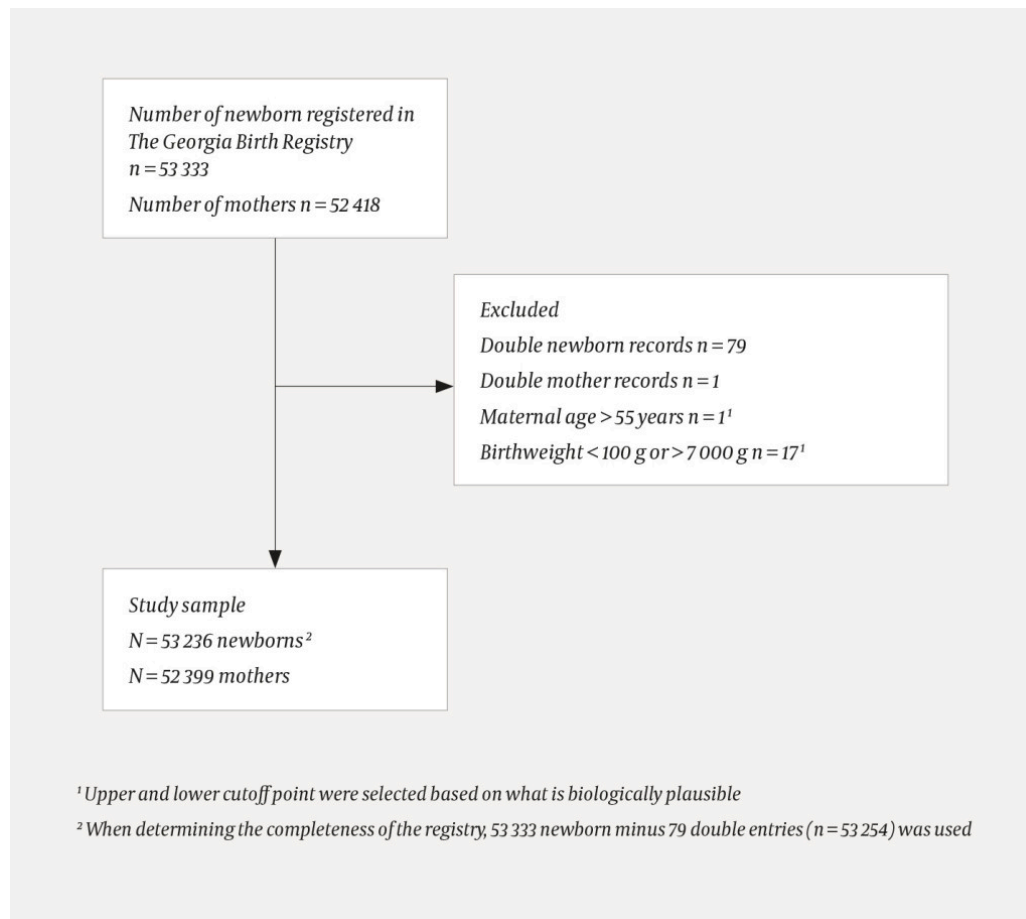 Number of newborn registered in
The Georgia Birth Registry
n = 53 333
Number of mothers n = 52 418
Excluded
Double newborn records n = 79
Double mother records n = 1
Maternal age > 55 years n = 1¹
Birthweight < 100 g or > 7 000 g n = 17¹
Study sample
N = 53 236 newborns²
N = 52 399 mothers
¹ Upper and lower cutoff point were selected based on what is biologically plausible
² When determining the completeness of the registry, 53 333 newborn minus 79 double entries (n = 53 254) was used